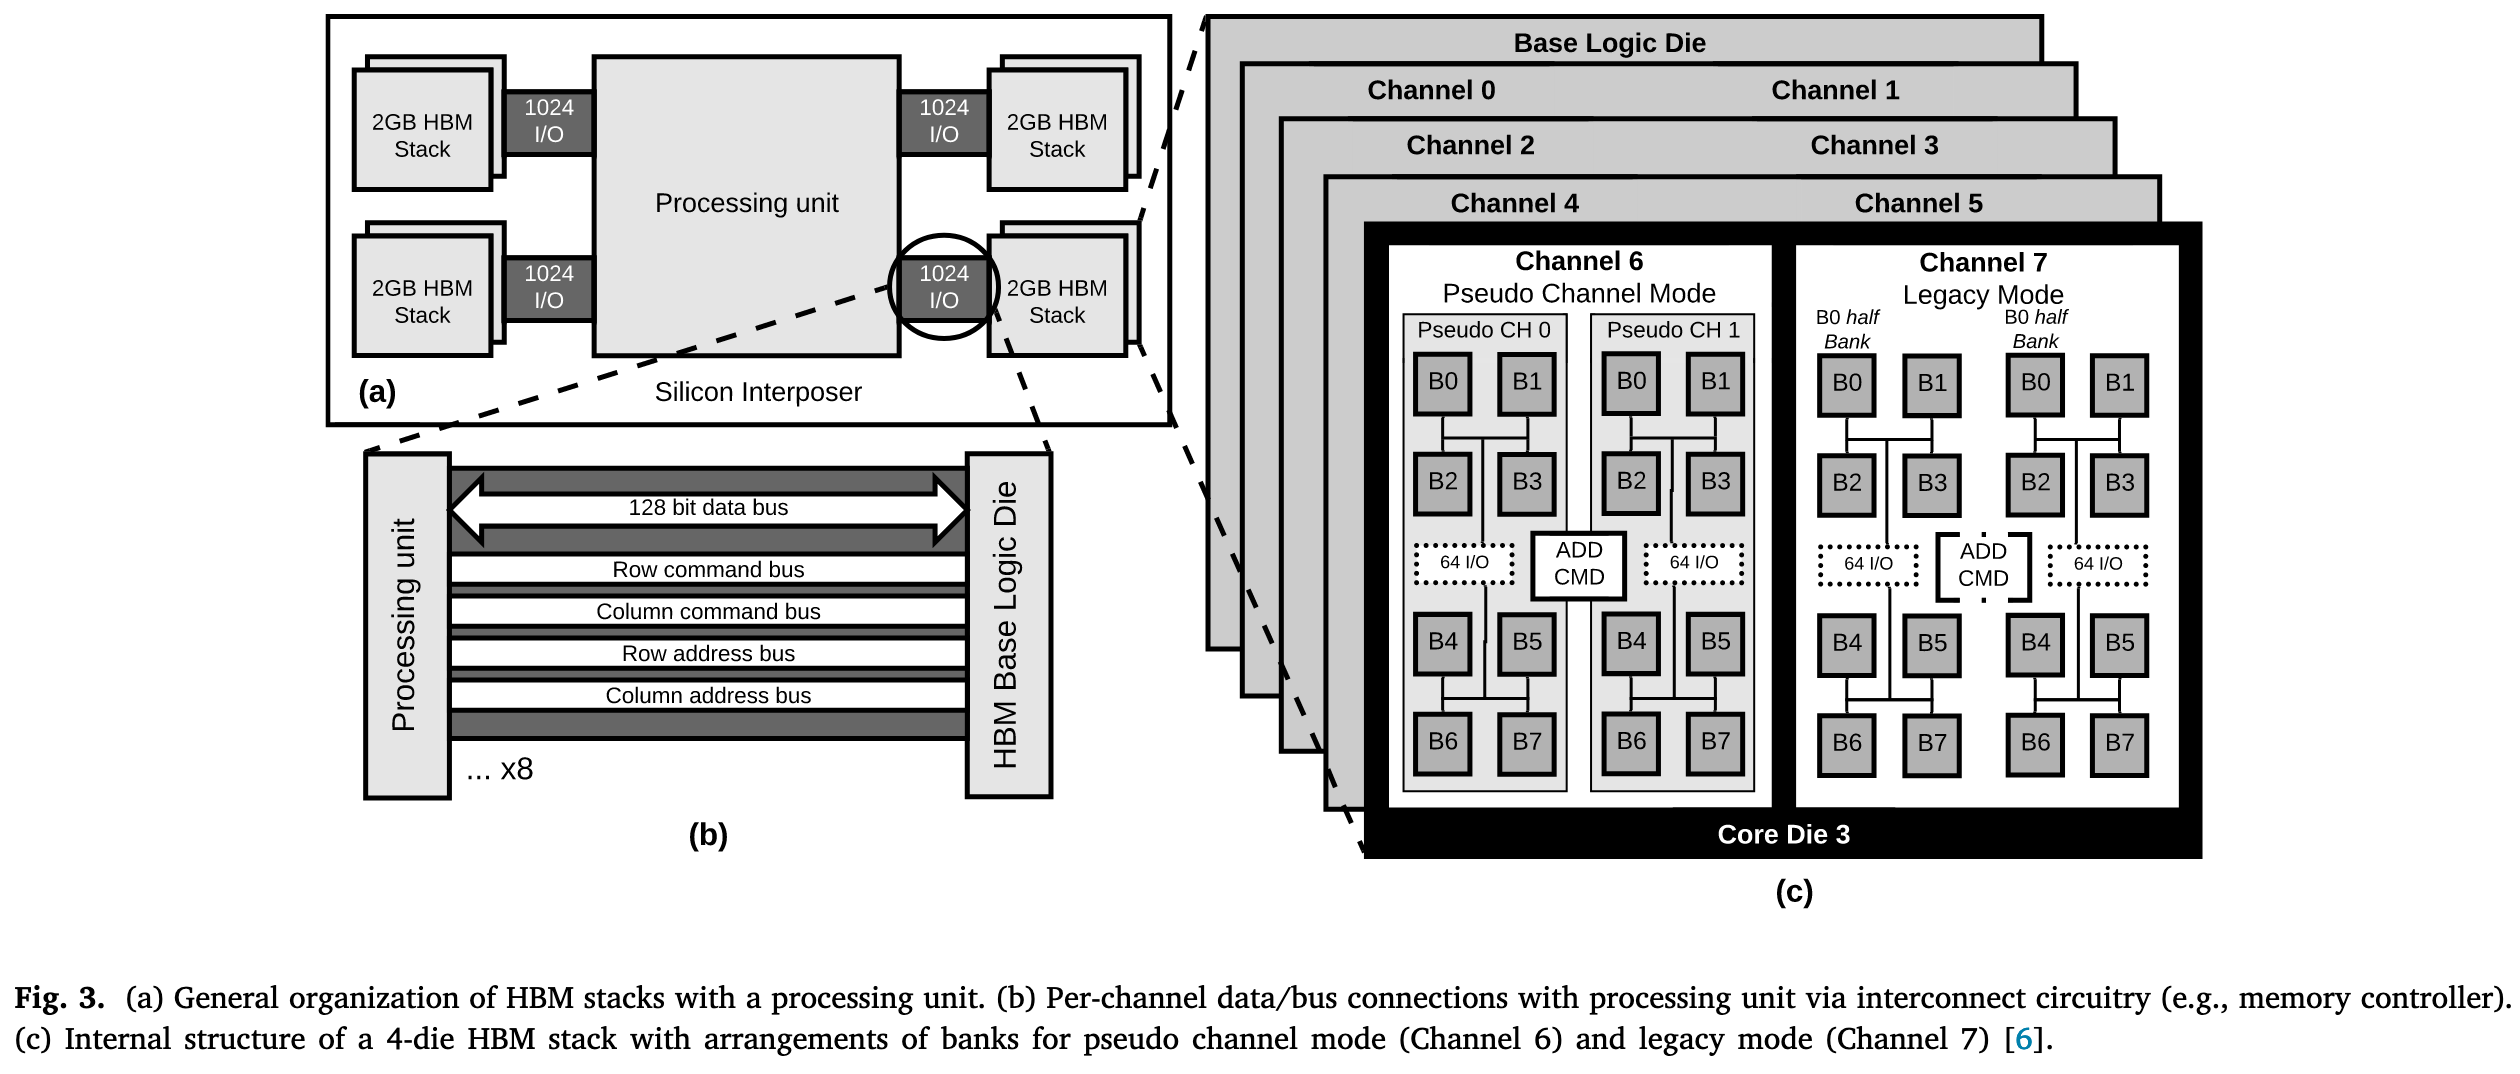 2GB HBM
Stack
1024
I/O
Processing unit
1024
I/O
2GB HBM
Stack
2GB HBM
Stack
1024
I/O
1024
I/O
2GB HBM
Stack
(a)
Silicon Interposer
Processing unit
128 bit data bus
Row command bus
Column command bus
Row address bus
Column address bus
HBM Base Logic Die
... x8
(b)
Base Logic Die
Channel 0
Channel 1
Channel 2
Channel 3
Channel 4
Channel 5
Channel 6
Pseudo Channel Mode
Pseudo CH 0
B0
B1
B2
B3
64 I/O
B4
B5
B6
B7
Pseudo CH 1
B0
B1
B2
B3
64 I/O
B4
B5
B6
B7
ADD
CMD
Channel 7
Legacy Mode
B0 half
Bank
B0
B1
B2
B3
64 I/O
B4
B5
B6
B7
B0 half
Bank
B0
B1
B2
B3
64 I/O
B4
B5
B6
B7
ADD
CMD
Core Die 3
(c)
Fig. 3. (a) General organization of HBM stacks with a processing unit. (b) Per-channel data/bus connections with processing unit via interconnect circuitry (e.g., memory controller).
(c) Internal structure of a 4-die HBM stack with arrangements of banks for pseudo channel mode (Channel 6) and legacy mode (Channel 7) [6].